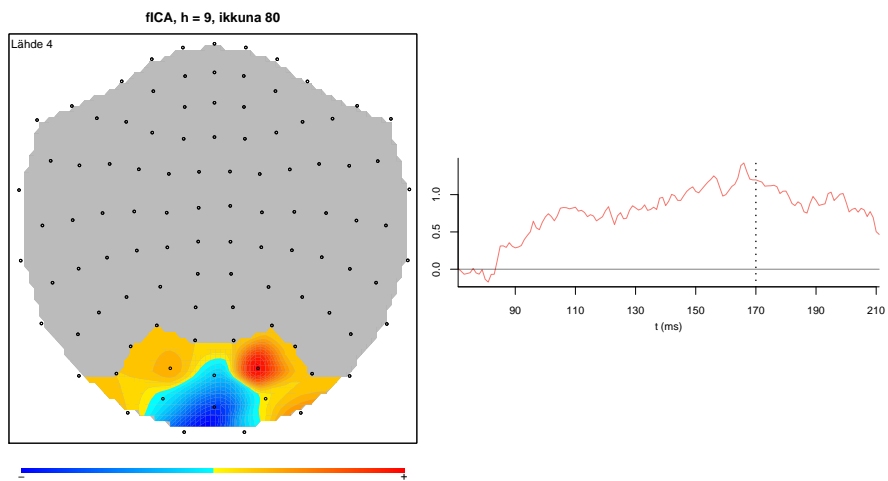 fICA, h = 9, ikkuna 80
Lähde 4
− +
0.0 0.5 1.0
90 110 130 150 170 190 210
t (ms)